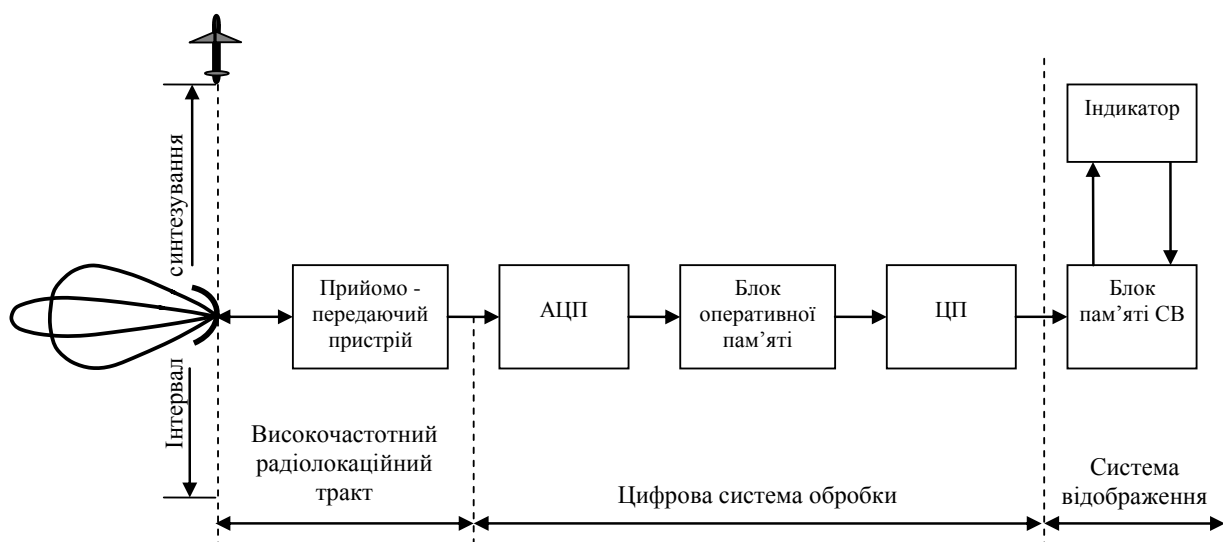 Індикатор
Інтервал синтезування
Прийомо -
передаючий
пристрій
АЦП
Блок
оперативної
пам’яті
ЦП
Блок
пам’яті СВ
Високочастотний
радіолокаційний
тракт
Цифрова система обробки
Система
відображення